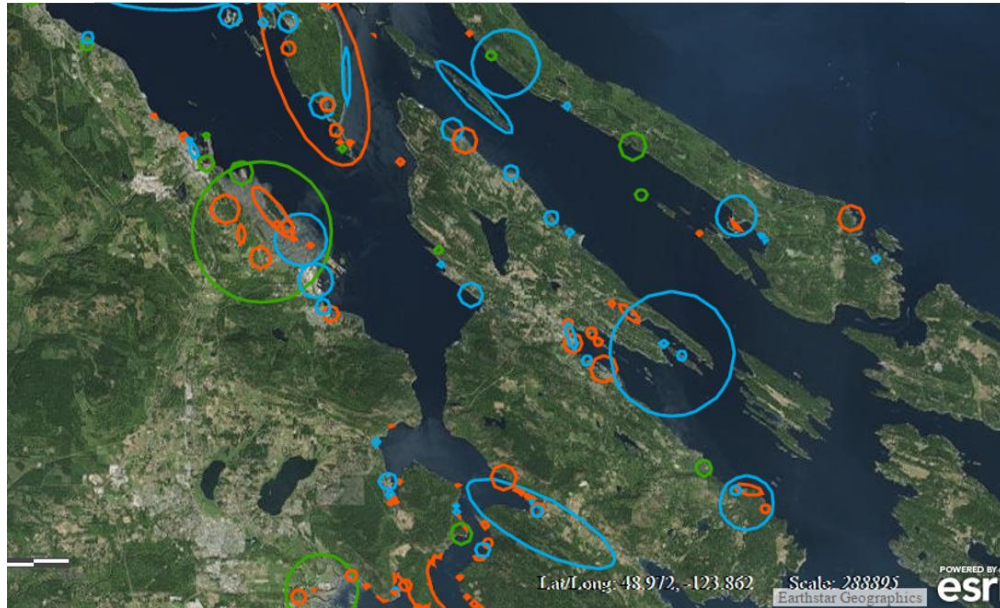 Lat/Long: 48.972, -123.862 Scale: 288895
POWERED BY
esri
Earthstar Geographics